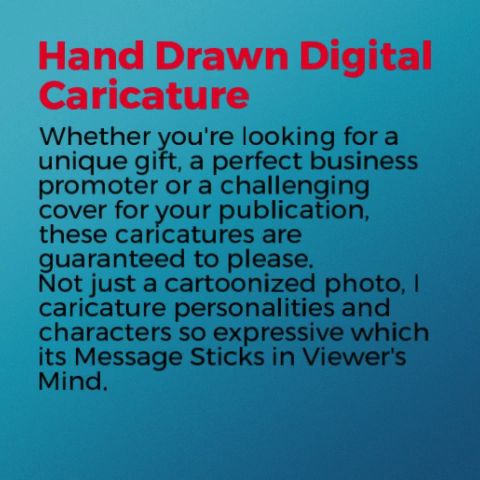 Hand Drawn Digital
Caricature
Whether you're looking for a
unique gift, a perfect business
promoter or a challenging
cover for your publication,
these caricatures are
guaranteed to please.
Not just a cartoonized photo, I
caricature personalities and
characters so expressive which
its Message Sticks in Viewer's
Mind.